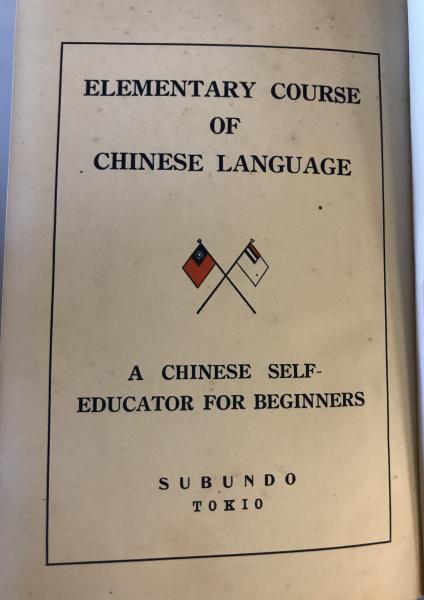 ELEMENTARY COURSE
OF
CHINESE LANGUAGE
A CHINESE SELF-
EDUCATOR FOR BEGINNERS
SUBUNDO
TOKIO